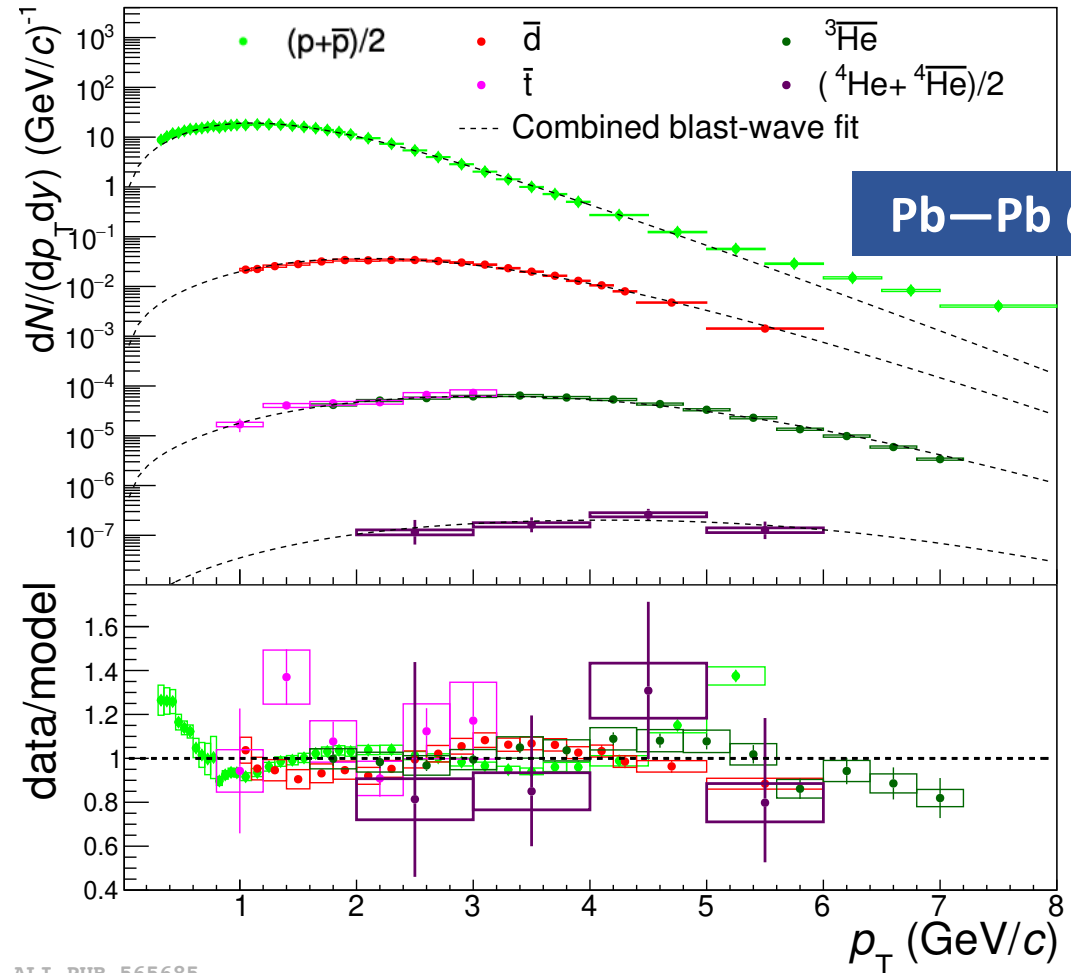 (p+p̅)/2
d̅
³H̅e̅
t̅
(⁴He+ ⁴H̅e̅)/2
Combined blast-wave fit
Pb—Pb
dN/(dp_T dy) (GeV/c)⁻¹
10³
10²
10
1
10⁻¹
10⁻²
10⁻³
10⁻⁴
10⁻⁵
10⁻⁶
10⁻⁷
data/model
1.6
1.4
1.2
1
0.8
0.6
0.4
1 2 3 4 5 6 7 8
p_T (GeV/c)